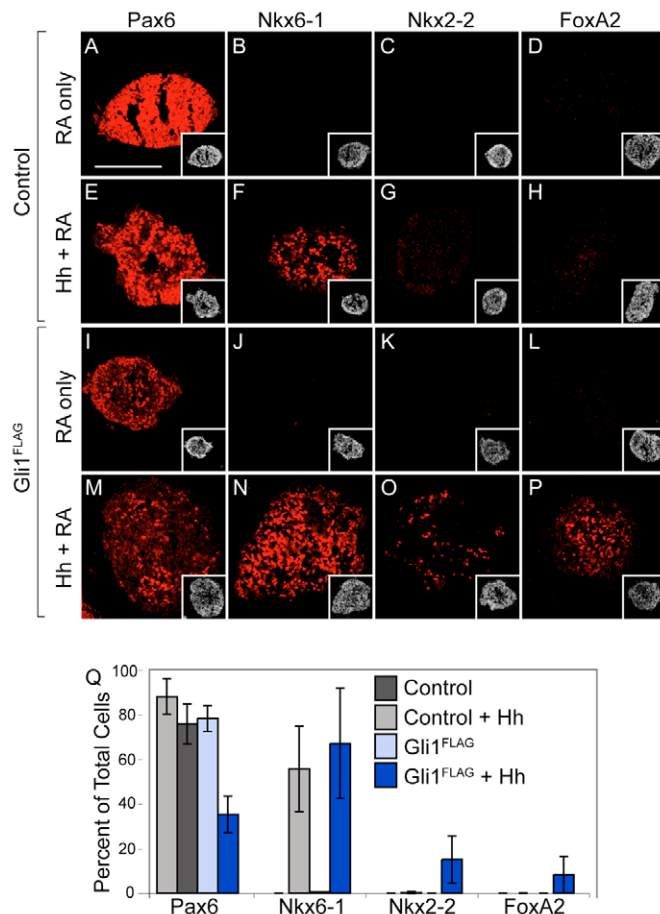 Pax6 Nkx6-1 Nkx2-2 FoxA2
Control
RA only
A B C D
Hh + RA
E F G H
Gli1FLAG
RA only
I J K L
Hh + RA
M N O P
Q
Percent of Total Cells
100
80
60
40
20
0
Control
Control + Hh
Gli1FLAG
Gli1FLAG + Hh
Pax6 Nkx6-1 Nkx2-2 FoxA2